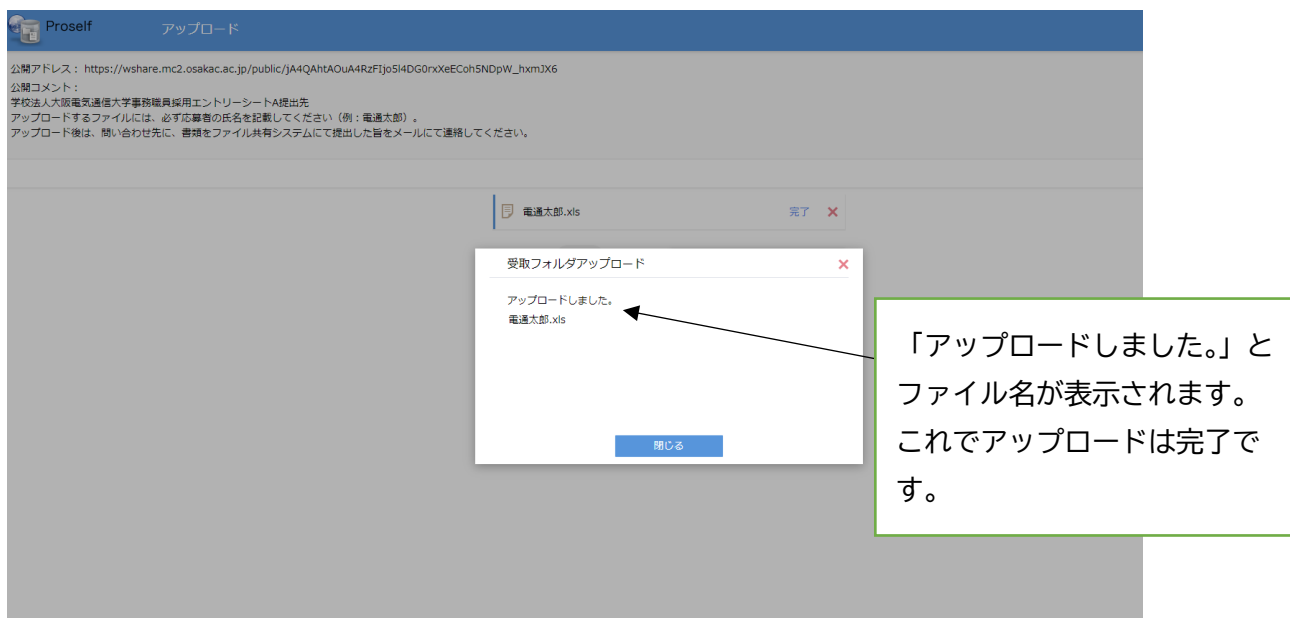 Proself
アップロード
公開アドレス： https://wshare.mc2.osakac.ac.jp/public/jA4QAhtAOuA4RzFIjo5l4DG0rxXeECoh5NDpW_hxmJX6
公開コメント：
学校法人大阪電気通信大学事務職員採用エントリーシートA提出先
アップロードするファイルには、必ず応募者の氏名を記載してください（例：電通太郎）。
アップロード後は、問い合わせ先に、書類をファイル共有システムにて提出した旨をメールにて連絡してください。
電通太郎.xls 完了
受取フォルダアップロード
アップロードしました。
電通太郎.xls
閉じる
「アップロードしました。」と
ファイル名が表示されます。
これでアップロードは完了で
す。